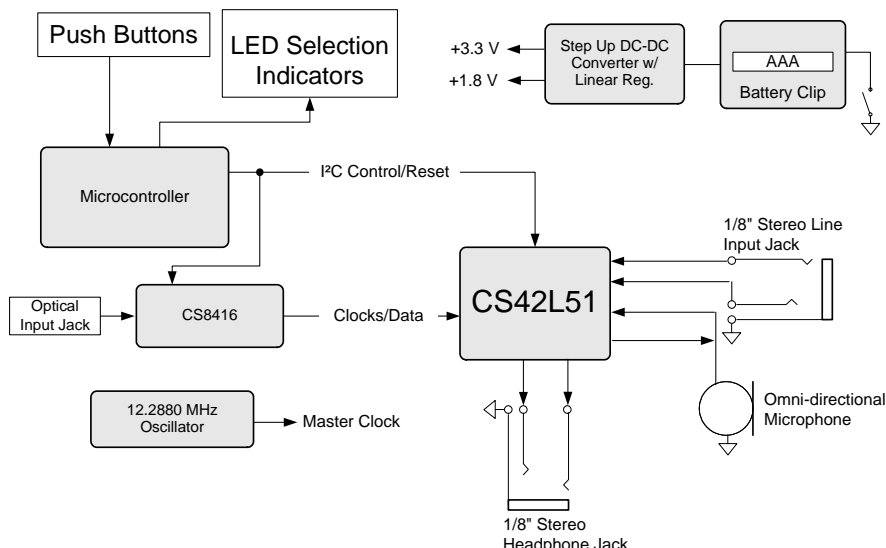 Push Buttons
LED Selection
Indicators
+3.3 V
+1.8 V
Step Up DC-DC
Converter w/
Linear Reg.
AAA
Battery Clip
Microcontroller
I²C Control/Reset
1/8" Stereo Line
Input Jack
Optical
Input Jack
CS8416
Clocks/Data
CS42L51
12.2880 MHz
Oscillator
Master Clock
Omni-directional
Microphone
1/8" Stereo
Headphone Jack